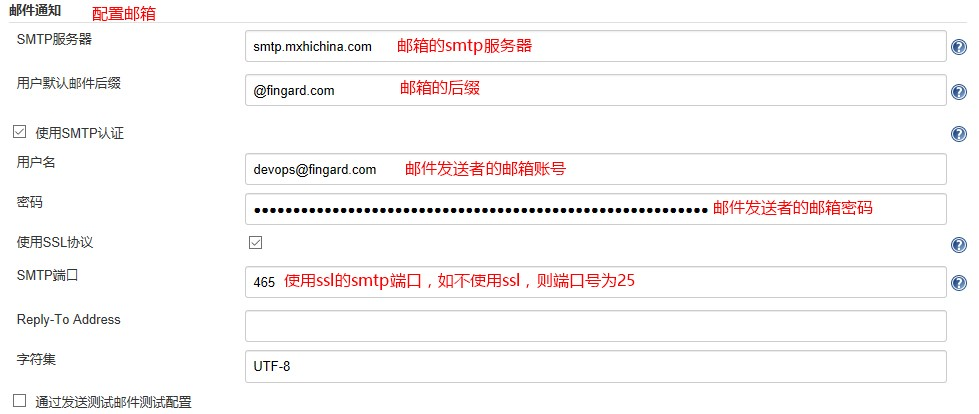 邮件通知 配置邮箱
SMTP服务器 smtp.mxhichina.com 邮箱的smtp服务器
用户默认邮件后缀 @fingard.com 邮箱的后缀
使用SMTP认证
用户名 devops@fingard.com 邮件发送者的邮箱账号
密码 邮件发送者的邮箱密码
使用SSL协议
SMTP端口 465 使用ssl的smtp端口，如不使用ssl，则端口号为25
Reply-To Address
字符集 UTF-8
通过发送测试邮件测试配置